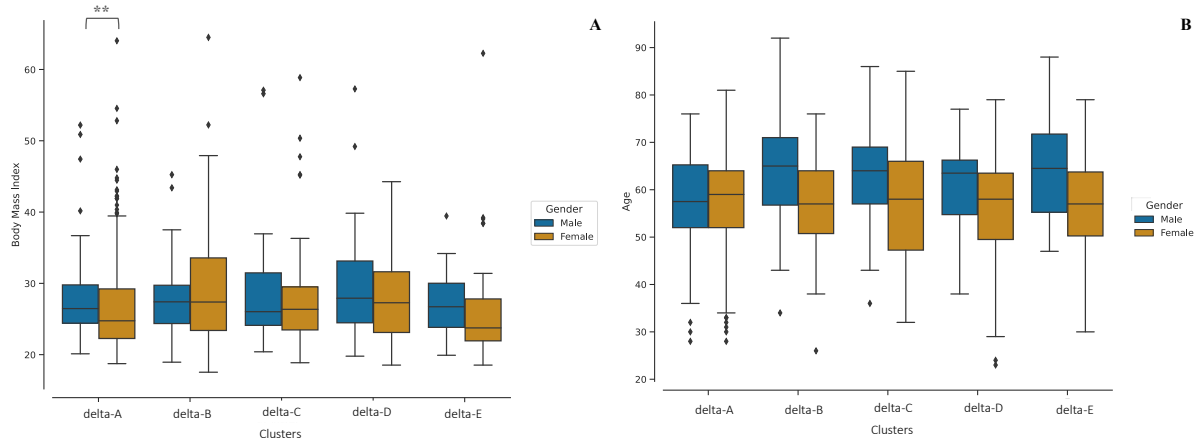 **
A
60
50
40
30
20
Body Mass Index
Gender
Male
Female
delta-A delta-B delta-C delta-D delta-E
Clusters
B
90
80
70
60
50
40
30
20
Age
Gender
Male
Female
delta-A delta-B delta-C delta-D delta-E
Clusters